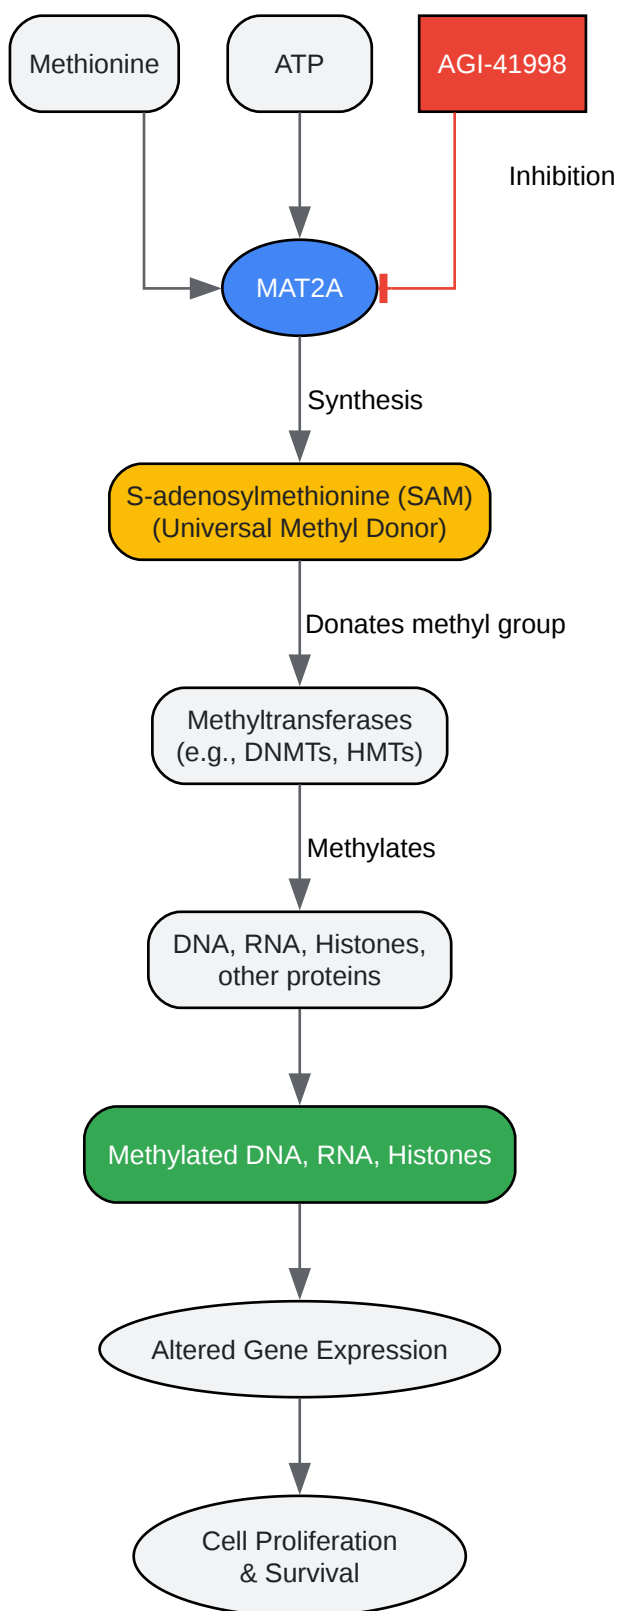 Methionine
ATP
AGI-41998
Inhibition
MAT2A
Synthesis
S-adenosylmethionine (SAM)
(Universal Methyl Donor)
Donates methyl group
Methyltransferases
(e.g., DNMTs, HMTs)
Methylates
DNA, RNA, Histones,
other proteins
Methylated DNA, RNA, Histones
Altered Gene Expression
Cell Proliferation
& Survival